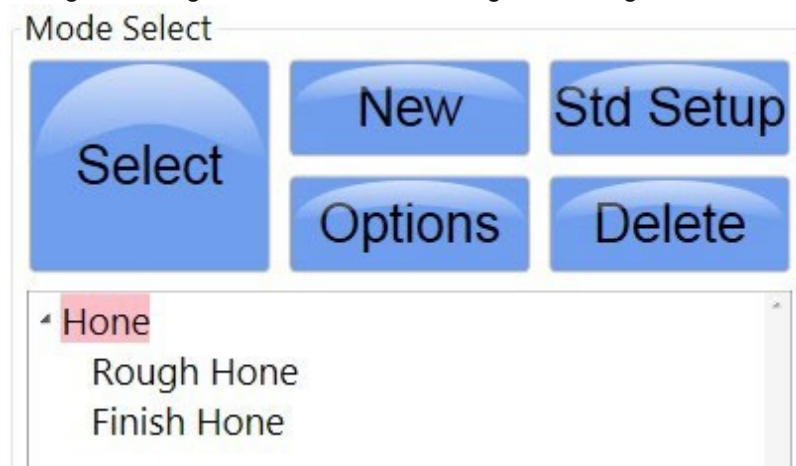 Mode Select
Select
New
Std Setup
Options
Delete
Hone
Rough Hone
Finish Hone